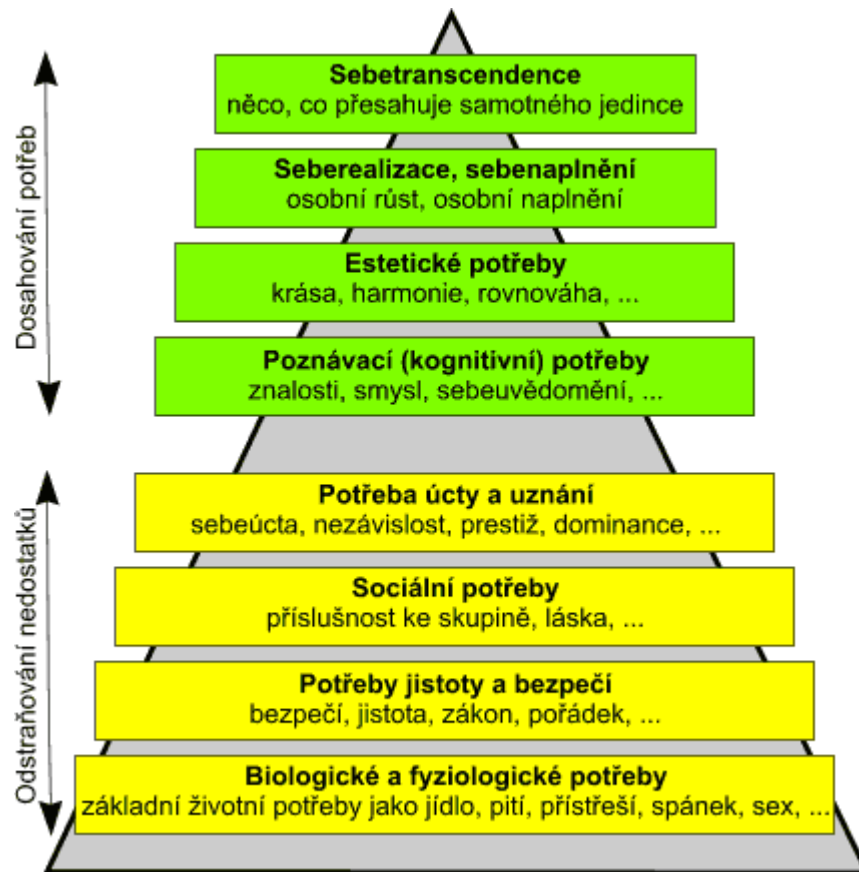 Sebetranscendence
něco, co přesahuje samotného jedince
Seberealizace, sebenaplnění
osobní růst, osobní naplnění
Estetické potřeby
krása, harmonie, rovnováha, ...
Poznávací (kognitivní) potřeby
znalosti, smysl, sebeuvědomění, ...
Dosahování potřeb
Potřeba úcty a uznání
sebeúcta, nezávislost, prestiž, dominance, ...
Sociální potřeby
příslušnost ke skupině, láska, ...
Potřeby jistoty a bezpečí
bezpečí, jistota, zákon, pořádek, ...
Biologické a fyziologické potřeby
základní životní potřeby jako jídlo, pití, přístřeší, spánek, sex, ...
Odstraňování nedostatků